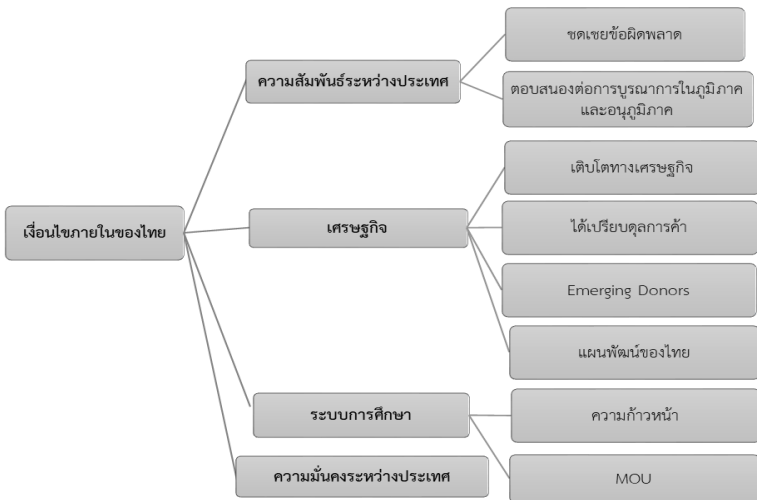 เงื่อนไขภายในของไทย
ความสัมพันธ์ระหว่างประเทศ
ชดเชยข้อผิดพลาด
ตอบสนองต่อการบูรณาการในภูมิภาค
และอนุภูมิภาค
เศรษฐกิจ
เติบโตทางเศรษฐกิจ
ได้เปรียบดุลการค้า
Emerging Donors
แผนพัฒน์ของไทย
ระบบการศึกษา
ความก้าวหน้า
MOU
ความมั่นคงระหว่างประเทศ